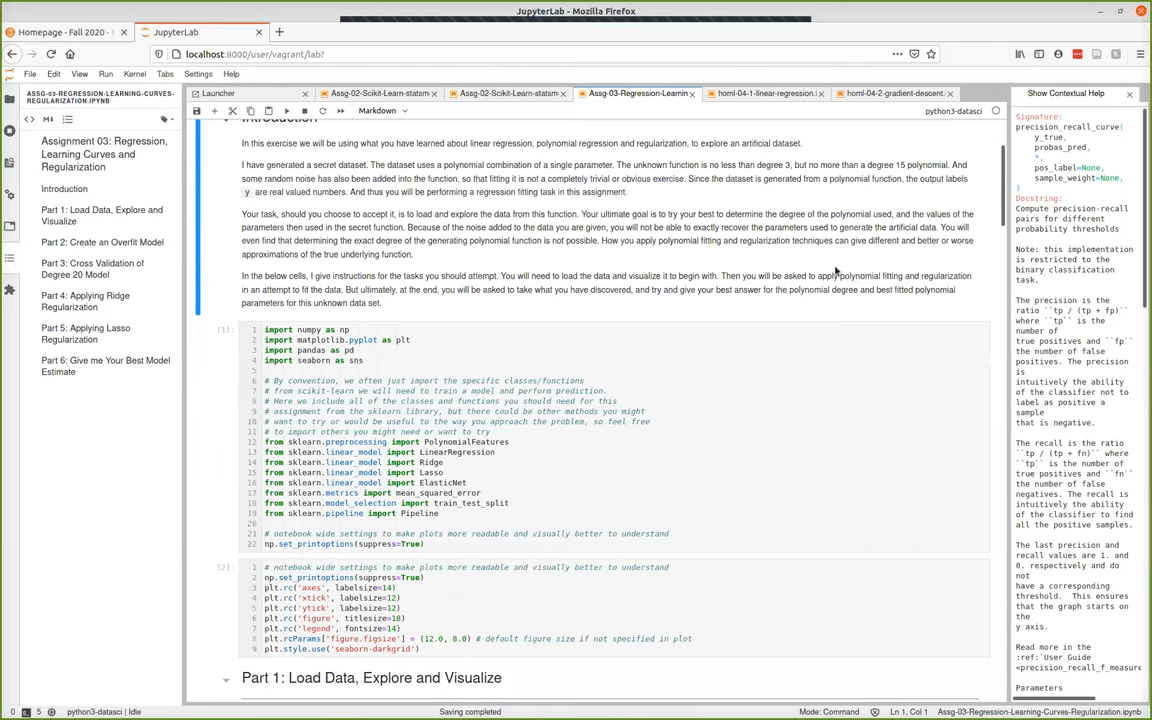 JupyterLab - Mozilla Firefox
Homepage - Fall 2020 -
JupyterLab
localhost:8000/user/vagrant/lab?
File Edit View Run Kernel Tabs Settings Help
ASSG-03-REGRESSION-LEARNING-CURVES-
REGULARIZATION.IPYNB
Assignment 03: Regression,
Learning Curves and
Regularization
Introduction
Part 1: Load Data, Explore and
Visualize
Part 2: Create an Overfit Model
Part 3: Cross Validation of
Degree 20 Model
Part 4: Applying Ridge
Regularization
Part 5: Applying Lasso
Regularization
Part 6: Give me Your Best Model
Estimate
Launcher
Assg-02-Scikit-Learn-statsm
Assg-02-Scikit-Learn-statsm
Assg-03-Regression-Learnin
homl-04-1-linear-regression.i
homl-04-2-gradient-descent.
Markdown
python3-datasci
Introduction
In this exercise we will be using what you have learned about linear regression, polynomial regression and regularization, to explore an artificial dataset.
I have generated a secret dataset. The dataset uses a polynomial combination of a single parameter. The unknown function is no less than degree 3, but no more than a degree 15 polynomial. And
some random noise has also been added into the function, so that fitting it is not a completely trivial or obvious exercise. Since the dataset is generated from a polynomial function, the output labels
y are real valued numbers. And thus you will be performing a regression fitting task in this assignment.
Your task, should you choose to accept it, is to load and explore the data from this function. Your ultimate goal is to try your best to determine the degree of the polynomial used, and the values of the
parameters then used in the secret function. Because of the noise added to the data you are given, you will not be able to exactly recover the parameters used to generate the artificial data. You will
even find that determining the exact degree of the generating polynomial function is not possible. How you apply polynomial fitting and regularization techniques can give different and better or worse
approximations of the true underlying function.
In the below cells, I give instructions for the tasks you should attempt. You will need to load the data and visualize it to begin with. Then you will be asked to apply polynomial fitting and regularization
in an attempt to fit the data. But ultimately, at the end, you will be asked to take what you have discovered, and try and give your best answer for the polynomial degree and best fitted polynomial
parameters for this unknown data set.
[1]:
1 import numpy as np
2 import matplotlib.pyplot as plt
3 import pandas as pd
4 import seaborn as sns
5
6 # By convention, we often just import the specific classes/functions
7 # from scikit-learn we will need to train a model and perform prediction.
8 # Here we include all of the classes and functions you should need for this
9 # assignment from the sklearn library, but there could be other methods you might
10 # want to try or would be useful to the way you approach the problem, so feel free
11 # to import others you might need or want to try
12 from sklearn.preprocessing import PolynomialFeatures
13 from sklearn.linear_model import LinearRegression
14 from sklearn.linear_model import Ridge
15 from sklearn.linear_model import Lasso
16 from sklearn.linear_model import ElasticNet
17 from sklearn.metrics import mean_squared_error
18 from sklearn.model_selection import train_test_split
19 from sklearn.pipeline import Pipeline
20
21 # notebook wide settings to make plots more readable and visually better to understand
22 np.set_printoptions(suppress=True)
[2]:
1 # notebook wide settings to make plots more readable and visually better to understand
2 np.set_printoptions(suppress=True)
3 plt.rc('axes', labelsize=14)
4 plt.rc('xtick', labelsize=12)
5 plt.rc('ytick', labelsize=12)
6 plt.rc('figure', titlesize=18)
7 plt.rc('legend', fontsize=14)
8 plt.rcParams['figure.figsize'] = (12.0, 8.0) # default figure size if not specified in plot
9 plt.style.use('seaborn-darkgrid')
Part 1: Load Data, Explore and Visualize
Show Contextual Help
Signature:
precision_recall_curve(
y_true,
probas_pred,
*,
pos_label=None,
sample_weight=None,
)
Docstring:
Compute precision-recall
pairs for different
probability thresholds
Note: this implementation
is restricted to the
binary classification
task.
The precision is the
ratio ``tp / (tp + fp)``
where ``tp`` is the
number of
true positives and ``fp``
the number of false
positives. The precision
is
intuitively the ability
of the classifier not to
label as positive a
sample
that is negative.
The recall is the ratio
``tp / (tp + fn)`` where
``tp`` is the number of
true positives and ``fn``
the number of false
negatives. The recall is
intuitively the ability
of the classifier to find
all the positive samples.
The last precision and
recall values are 1. and
0. respectively and do
not
have a corresponding
threshold. This ensures
that the graph starts on
the
y axis.
Read more in the
:ref:`User Guide
<precision_recall_f_measure
Parameters
0 5 python3-datasci | Idle
Saving completed
Mode: Command
Ln 1, Col 1
Assg-03-Regression-Learning-Curves-Regularization.ipynb